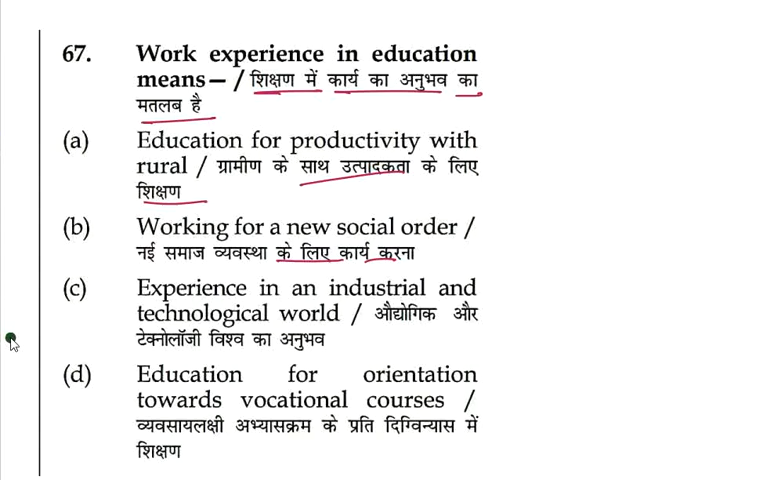 67. Work experience in education
means— / शिक्षण में कार्य का अनुभव का
मतलब है
(a) Education for productivity with
rural / ग्रामीण के साथ उत्पादकता के लिए
शिक्षण
(b) Working for a new social order /
नई समाज व्यवस्था के लिए कार्य करना
(c) Experience in an industrial and
technological world / औद्योगिक और
टेक्नोलॉजी विश्व का अनुभव
(d) Education for orientation
towards vocational courses /
व्यवसायलक्षी अभ्यासक्रम के प्रति दिग्विन्यास में
शिक्षण